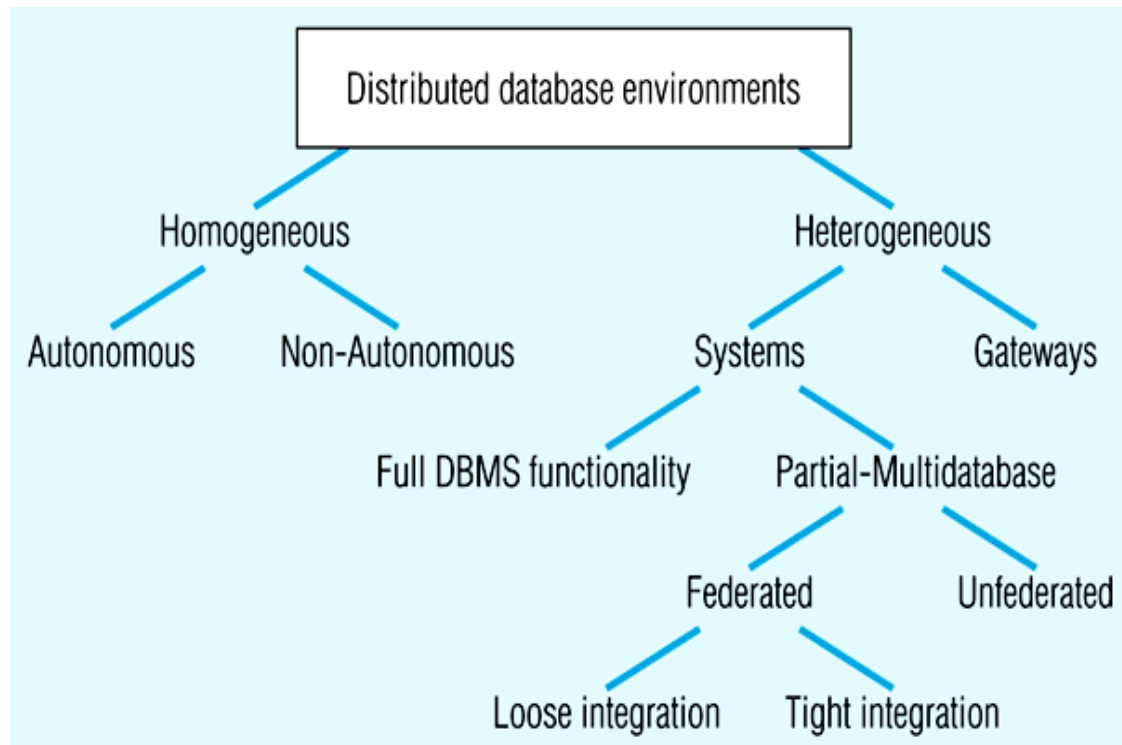 Distributed database environments
Homogeneous
Heterogeneous
Autonomous
Non-Autonomous
Systems
Gateways
Full DBMS functionality
Partial-Multidatabase
Federated
Unfederated
Loose integration
Tight integration